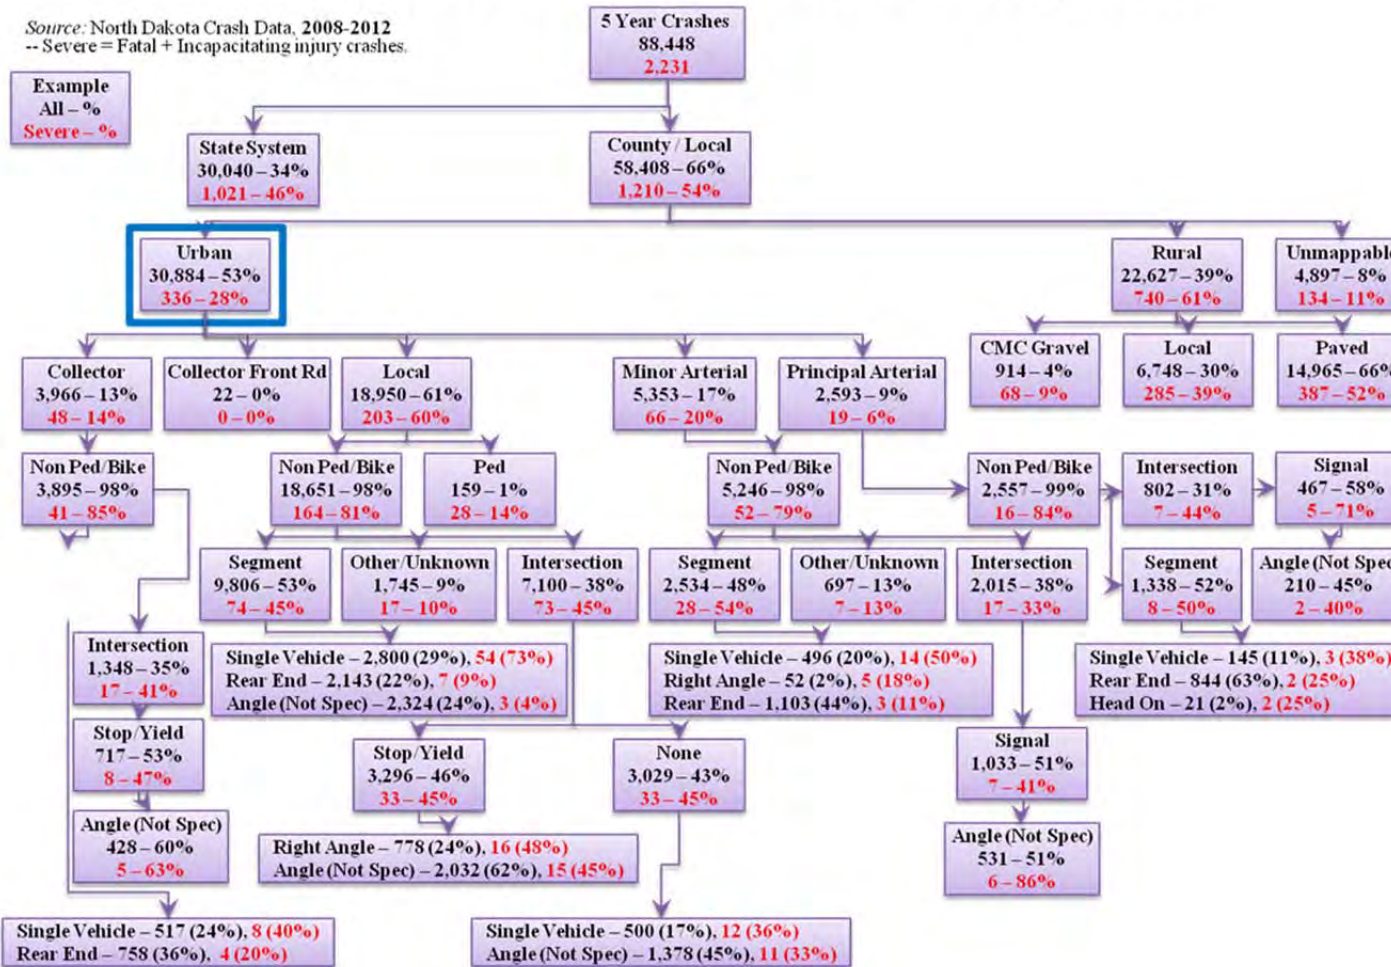 Source: North Dakota Crash Data, 2008-2012
-- Severe = Fatal + Incapacitating injury crashes.
Example
All – %
Severe – %
5 Year Crashes
88,448
2,231
State System
30,040 – 34%
1,021 – 46%
County / Local
58,408 – 66%
1,210 – 54%
Urban
30,884 – 53%
336 – 28%
Rural
22,627 – 39%
740 – 61%
Unmappable
4,897 – 8%
134 – 11%
Collector
3,966 – 13%
48 – 14%
Collector Front Rd
22 – 0%
0 – 0%
Local
18,950 – 61%
203 – 60%
Minor Arterial
5,353 – 17%
66 – 20%
Principal Arterial
2,593 – 9%
19 – 6%
CMC Gravel
914 – 4%
68 – 9%
Local
6,748 – 30%
285 – 39%
Paved
14,965 – 66%
387 – 52%
Non Ped/Bike
3,895 – 98%
41 – 85%
Non Ped/Bike
18,651 – 98%
164 – 81%
Ped
159 – 1%
28 – 14%
Non Ped/Bike
5,246 – 98%
52 – 79%
Non Ped/Bike
2,557 – 99%
16 – 84%
Intersection
802 – 31%
7 – 44%
Signal
467 – 58%
5 – 71%
Segment
9,806 – 53%
74 – 45%
Other/Unknown
1,745 – 9%
17 – 10%
Intersection
7,100 – 38%
73 – 45%
Segment
2,534 – 48%
28 – 54%
Other/Unknown
697 – 13%
7 – 13%
Intersection
2,015 – 38%
17 – 33%
Segment
1,338 – 52%
8 – 50%
Angle (Not Spec
210 – 45%
2 – 40%
Intersection
1,348 – 35%
17 – 41%
Single Vehicle – 2,800 (29%), 54 (73%)
Rear End – 2,143 (22%), 7 (9%)
Angle (Not Spec) – 2,324 (24%), 3 (4%)
Single Vehicle – 496 (20%), 14 (50%)
Right Angle – 52 (2%), 5 (18%)
Rear End – 1,103 (44%), 3 (11%)
Single Vehicle – 145 (11%), 3 (38%)
Rear End – 844 (63%), 2 (25%)
Head On – 21 (2%), 2 (25%)
Stop/Yield
717 – 53%
8 – 47%
Stop/Yield
3,296 – 46%
33 – 45%
None
3,029 – 43%
33 – 45%
Signal
1,033 – 51%
7 – 41%
Angle (Not Spec)
428 – 60%
5 – 63%
Right Angle – 778 (24%), 16 (48%)
Angle (Not Spec) – 2,032 (62%), 15 (45%)
Angle (Not Spec)
531 – 51%
6 – 86%
Single Vehicle – 517 (24%), 8 (40%)
Rear End – 758 (36%), 4 (20%)
Single Vehicle – 500 (17%), 12 (36%)
Angle (Not Spec) – 1,378 (45%), 11 (33%)